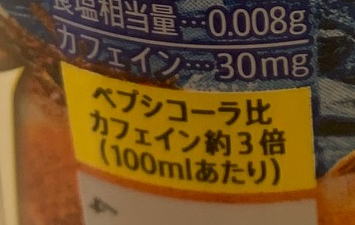 食塩相当量…0.008g
カフェイン…30mg
ペプシコーラ比
カフェイン約3倍
(100mlあたり)